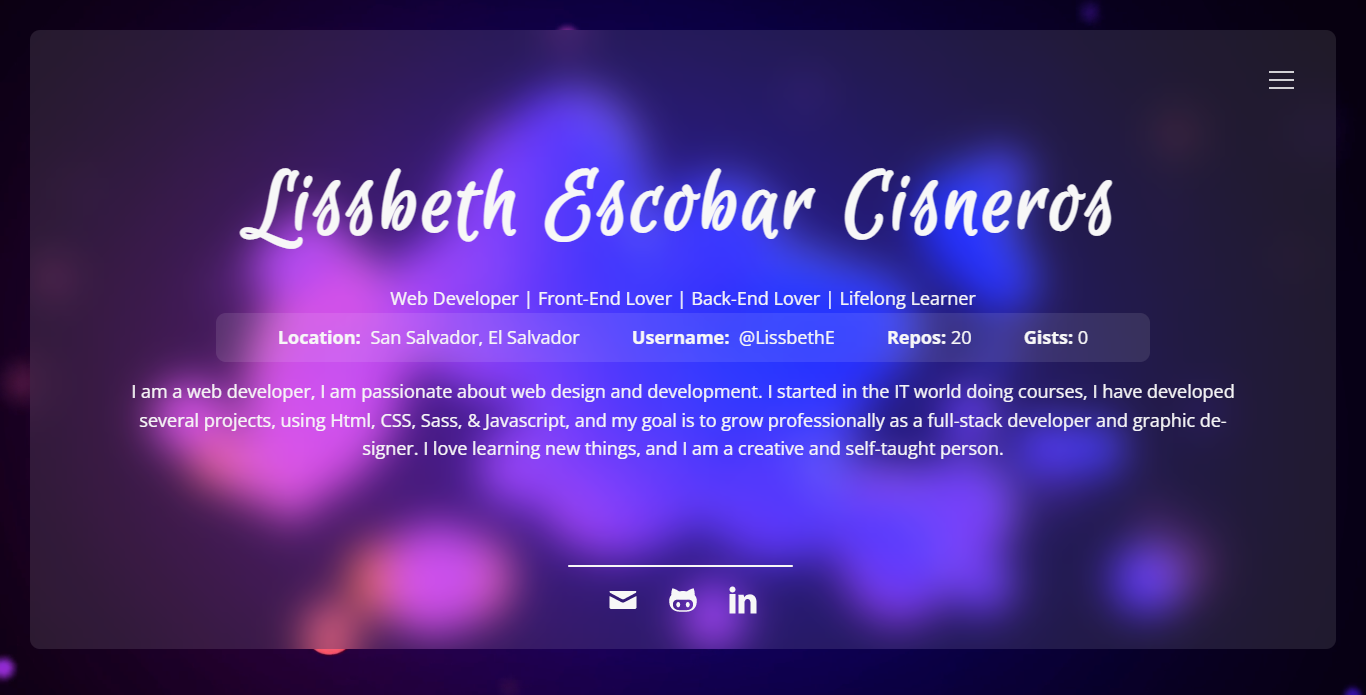 Lissbeth Escobar Cisneros
Web Developer | Front-End Lover | Back-End Lover | Lifelong Learner
Location: San Salvador, El Salvador Username: @LissbethE Repos: 20 Gists: 0
I am a web developer, I am passionate about web design and development. I started in the IT world doing courses, I have developed
several projects, using Html, CSS, Sass, & Javascript, and my goal is to grow professionally as a full-stack developer and graphic de-
signer. I love learning new things, and I am a creative and self-taught person.
in